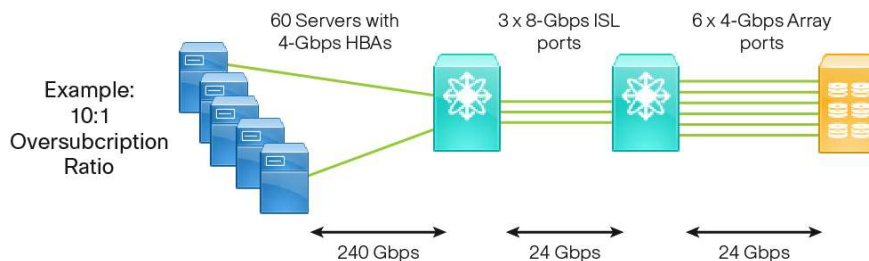 60 Servers with
4-Gbps HBAs
3 x 8-Gbps ISL
ports
6 x 4-Gbps Array
ports
Example:
10:1
Oversubcription
Ratio
240 Gbps
24 Gbps
24 Gbps